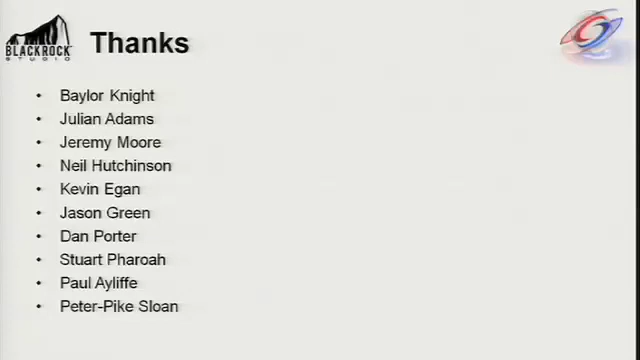 BLACKROCK
STUDIO
Thanks
• Baylor Knight
• Julian Adams
• Jeremy Moore
• Neil Hutchinson
• Kevin Egan
• Jason Green
• Dan Porter
• Stuart Pharoah
• Paul Ayliffe
• Peter-Pike Sloan